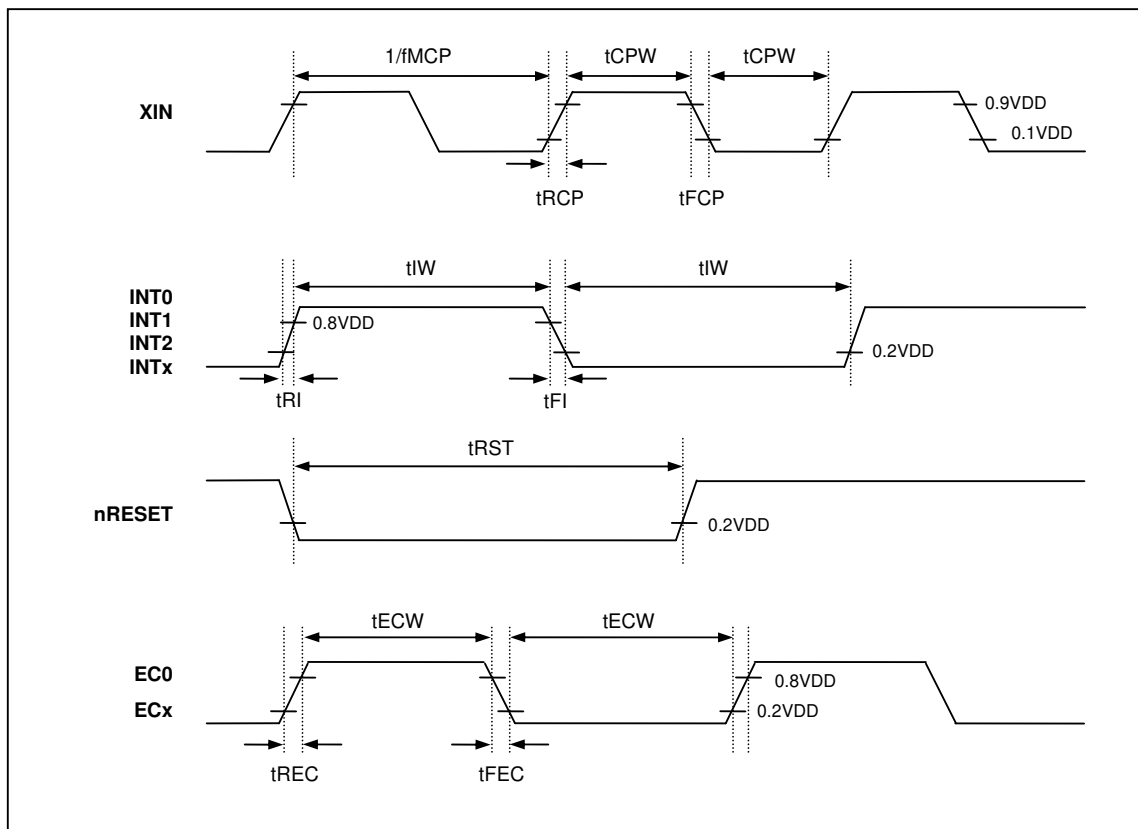 1/fMCP tCPW tCPW
XIN
0.9VDD
0.1VDD
tRCP tFCP
tIW tIW
INT0
INT1
INT2
INTx
0.8VDD
0.2VDD
tRI tFI
tRST
nRESET
0.2VDD
tECW tECW
EC0
ECx
0.8VDD
0.2VDD
tREC tFEC